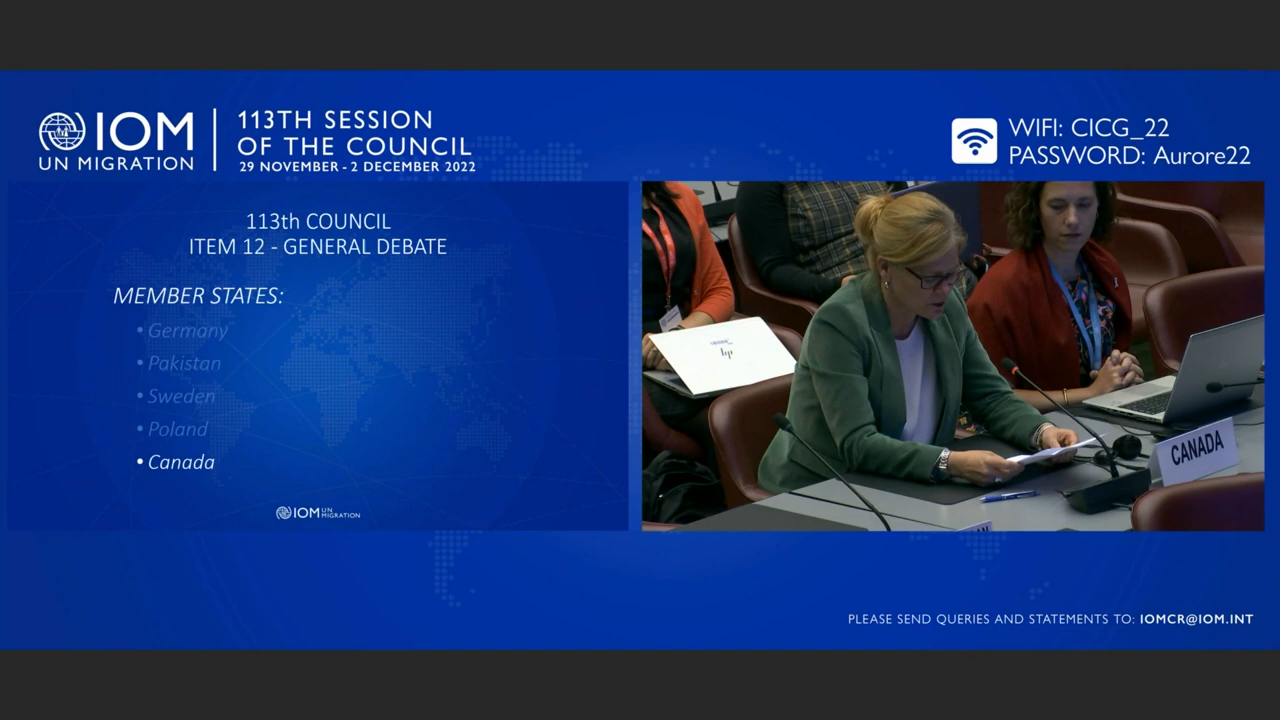 IOM
UN MIGRATION
113TH SESSION
OF THE COUNCIL
29 NOVEMBER - 2 DECEMBER 2022
WIFI: CICG_22
PASSWORD: Aurore22
113th COUNCIL
ITEM 12 - GENERAL DEBATE
MEMBER STATES:
• Germany
• Pakistan
• Sweden
• Poland
• Canada
IOM UN
MIGRATION
CANADA
PLEASE SEND QUERIES AND STATEMENTS TO: IOMCR@IOM.INT